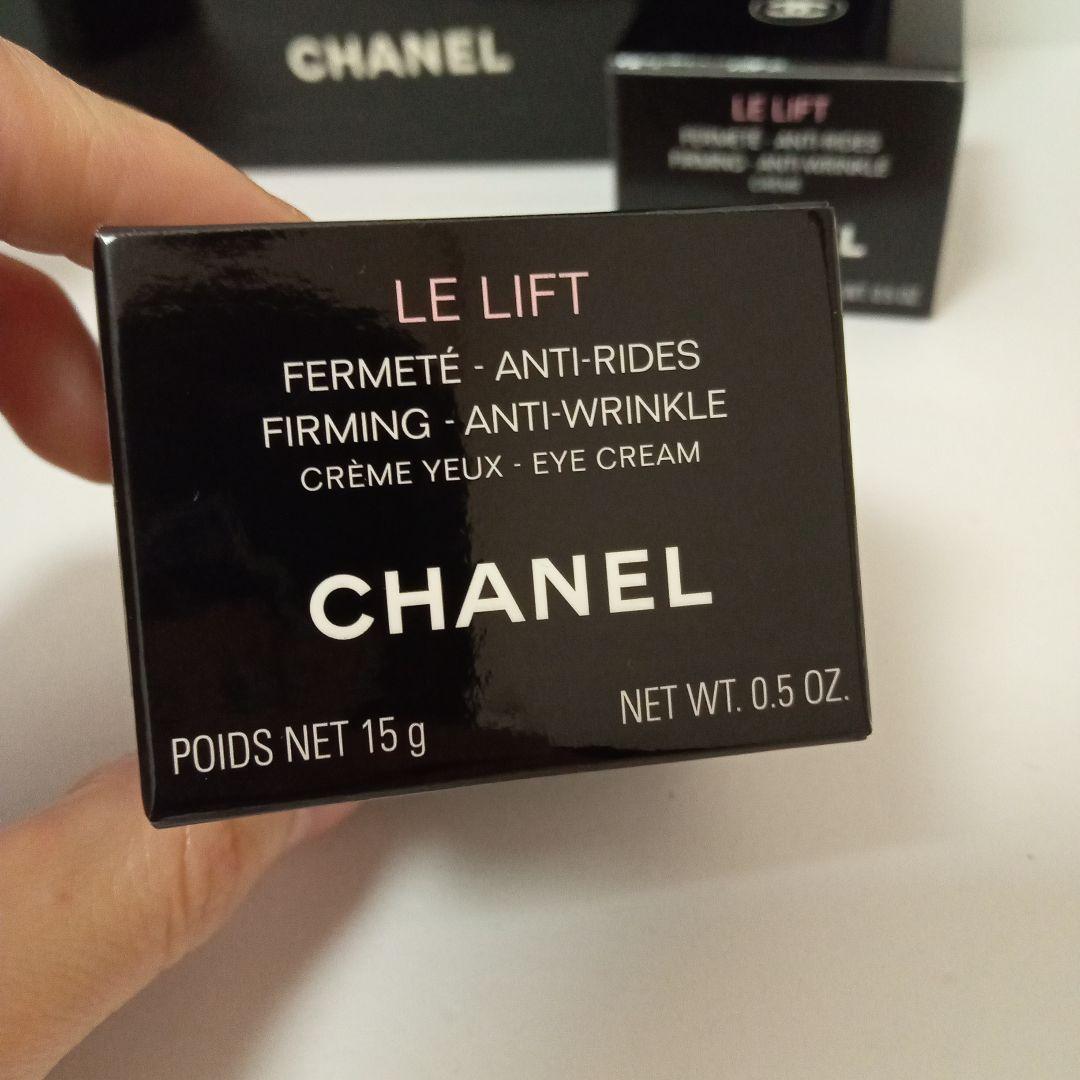 CHANEL
LE LIFT
FERMETÉ - ANTI-RIDES
FIRMING - ANTI-WRINKLE
CRÈME
LE LIFT
FERMETÉ - ANTI-RIDES
FIRMING - ANTI-WRINKLE
CRÈME YEUX - EYE CREAM
CHANEL
POIDS NET 15 g
NET WT. 0.5 OZ.